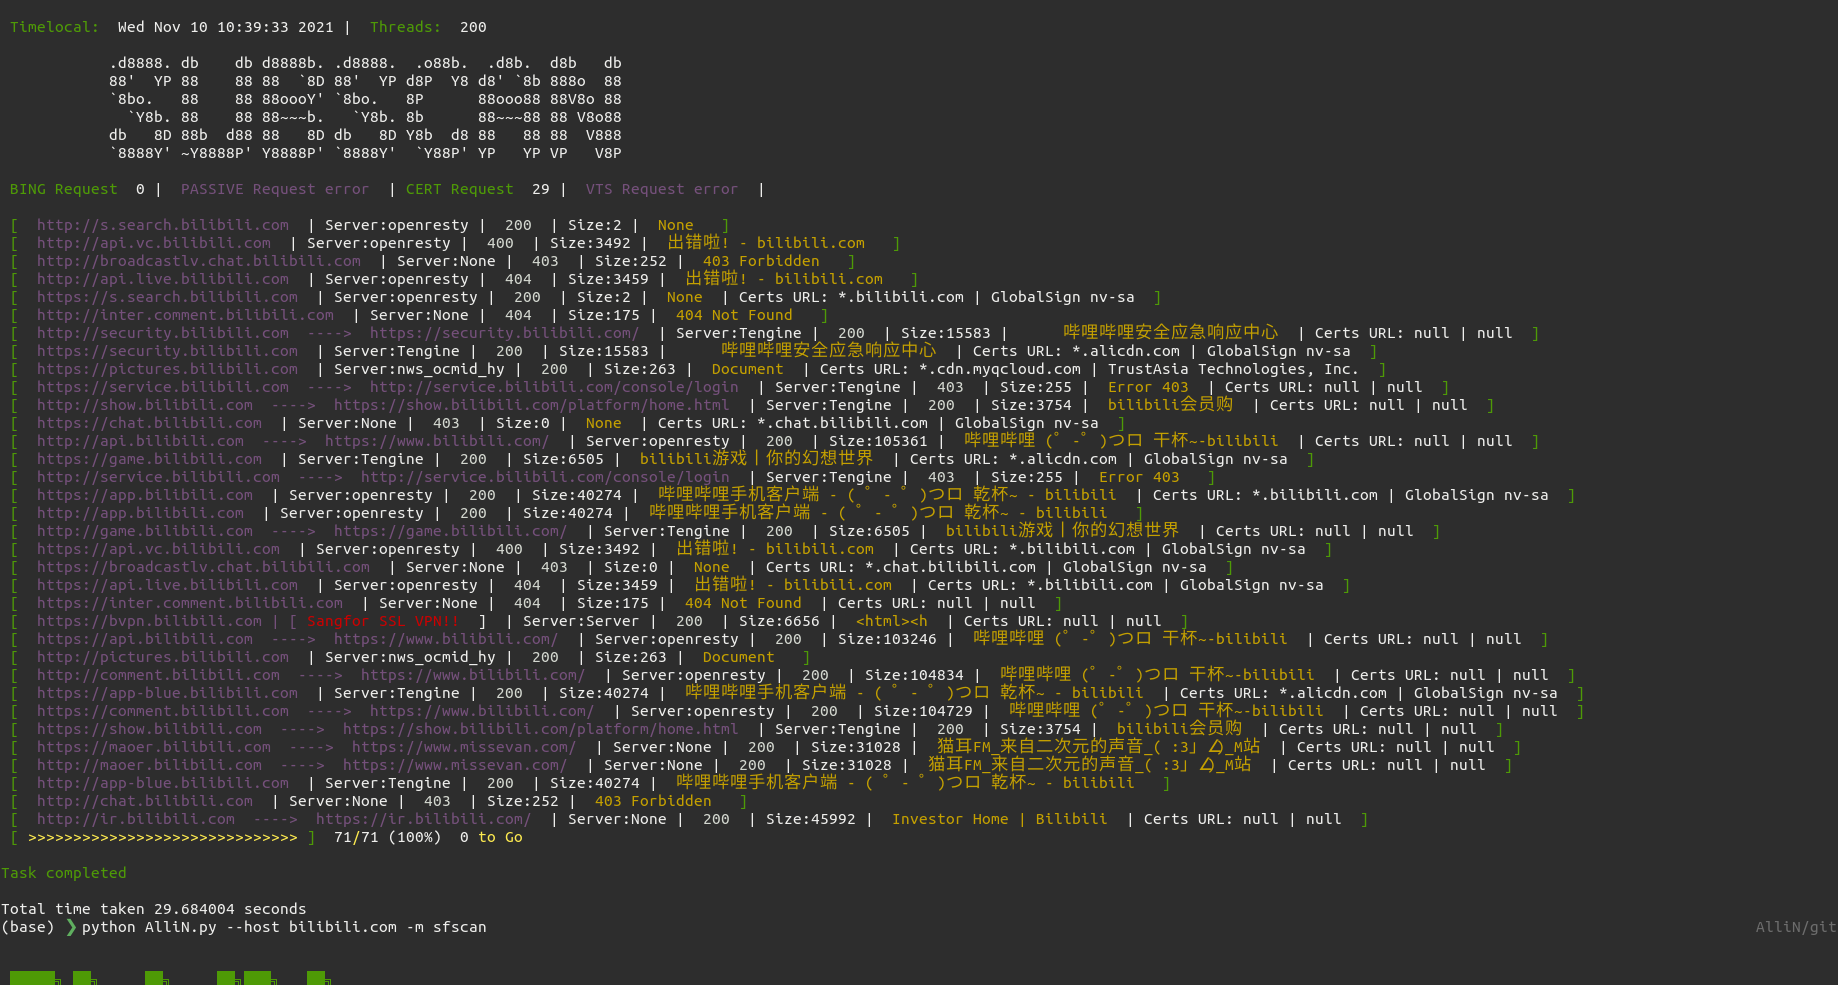 Timelocal:  Wed Nov 10 10:39:33 2021 |  Threads:  200
.d8888. db    db d8888b. .d8888.  .o88b.  .d8b.  d8b   db
88'  YP 88    88 88  `8D 88'  YP d8P  Y8 d8' `8b 888o  88
`8bo.   88    88 88oooY' `8bo.   8P      88ooo88 88V8o 88
  `Y8b. 88    88 88~~~b.   `Y8b. 8b      88~~~88 88 V8o88
db   8D 88b  d88 88   8D db   8D Y8b  d8 88   88 88  V888
`8888Y' ~Y8888P' Y8888P' `8888Y'  `Y88P' YP   YP VP   V8P
BING Request  0 |  PASSIVE Request error  | CERT Request  29 |  VTS Request error  |
[  http://s.search.bilibili.com  | Server:openresty |  200  | Size:2 |  None   ]
[  http://api.vc.bilibili.com  | Server:openresty |  400  | Size:3492 |  出错啦! - bilibili.com   ]
[  http://broadcastlv.chat.bilibili.com  | Server:None |  403  | Size:252 |  403 Forbidden   ]
[  http://api.live.bilibili.com  | Server:openresty |  404  | Size:3459 |  出错啦! - bilibili.com   ]
[  https://s.search.bilibili.com  | Server:openresty |  200  | Size:2 |  None  | Certs URL: *.bilibili.com | GlobalSign nv-sa  ]
[  http://inter.comment.bilibili.com  | Server:None |  404  | Size:175 |  404 Not Found   ]
[  http://security.bilibili.com  ---->  https://security.bilibili.com/  | Server:Tengine |  200  | Size:15583 |      哔哩哔哩安全应急响应中心  | Certs URL: null | null  ]
[  https://security.bilibili.com  | Server:Tengine |  200  | Size:15583 |      哔哩哔哩安全应急响应中心  | Certs URL: *.alicdn.com | GlobalSign nv-sa  ]
[  https://pictures.bilibili.com  | Server:nws_ocmid_hy |  200  | Size:263 |  Document  | Certs URL: *.cdn.myqcloud.com | TrustAsia Technologies, Inc.  ]
[  https://service.bilibili.com  ---->  http://service.bilibili.com/console/login  | Server:Tengine |  403  | Size:255 |  Error 403  | Certs URL: null | null  ]
[  http://show.bilibili.com  ---->  https://show.bilibili.com/platform/home.html  | Server:Tengine |  200  | Size:3754 |  bilibili会员购  | Certs URL: null | null  ]
[  https://chat.bilibili.com  | Server:None |  403  | Size:0 |  None  | Certs URL: *.chat.bilibili.com | GlobalSign nv-sa  ]
[  http://api.bilibili.com  ---->  https://www.bilibili.com/  | Server:openresty |  200  | Size:105361 |  哔哩哔哩 (゜-゜)つロ 干杯~-bilibili  | Certs URL: null | null  ]
[  https://game.bilibili.com  | Server:Tengine |  200  | Size:6505 |  bilibili游戏丨你的幻想世界  | Certs URL: *.alicdn.com | GlobalSign nv-sa  ]
[  http://service.bilibili.com  ---->  http://service.bilibili.com/console/login  | Server:Tengine |  403  | Size:255 |  Error 403   ]
[  https://app.bilibili.com  | Server:openresty |  200  | Size:40274 |  哔哩哔哩手机客户端 - ( ゜- ゜)つロ 乾杯~ - bilibili  | Certs URL: *.bilibili.com | GlobalSign nv-sa  ]
[  http://app.bilibili.com  | Server:openresty |  200  | Size:40274 |  哔哩哔哩手机客户端 - ( ゜- ゜)つロ 乾杯~ - bilibili   ]
[  http://game.bilibili.com  ---->  https://game.bilibili.com/  | Server:Tengine |  200  | Size:6505 |  bilibili游戏丨你的幻想世界  | Certs URL: null | null  ]
[  https://api.vc.bilibili.com  | Server:openresty |  400  | Size:3492 |  出错啦! - bilibili.com  | Certs URL: *.bilibili.com | GlobalSign nv-sa  ]
[  https://broadcastlv.chat.bilibili.com  | Server:None |  403  | Size:0 |  None  | Certs URL: *.chat.bilibili.com | GlobalSign nv-sa  ]
[  https://api.live.bilibili.com  | Server:openresty |  404  | Size:3459 |  出错啦! - bilibili.com  | Certs URL: *.bilibili.com | GlobalSign nv-sa  ]
[  https://inter.comment.bilibili.com  | Server:None |  404  | Size:175 |  404 Not Found  | Certs URL: null | null  ]
[  https://bvpn.bilibili.com | [ Sangfor SSL VPN!!  ]  | Server:Server |  200  | Size:6656 |  <html><h  | Certs URL: null | null  ]
[  https://api.bilibili.com  ---->  https://www.bilibili.com/  | Server:openresty |  200  | Size:103246 |  哔哩哔哩 (゜-゜)つロ 干杯~-bilibili  | Certs URL: null | null  ]
[  http://pictures.bilibili.com  | Server:nws_ocmid_hy |  200  | Size:263 |  Document   ]
[  http://comment.bilibili.com  ---->  https://www.bilibili.com/  | Server:openresty |  200  | Size:104834 |  哔哩哔哩 (゜-゜)つロ 干杯~-bilibili  | Certs URL: null | null  ]
[  https://app-blue.bilibili.com  | Server:Tengine |  200  | Size:40274 |  哔哩哔哩手机客户端 - ( ゜- ゜)つロ 乾杯~ - bilibili  | Certs URL: *.alicdn.com | GlobalSign nv-sa  ]
[  https://comment.bilibili.com  ---->  https://www.bilibili.com/  | Server:openresty |  200  | Size:104729 |  哔哩哔哩 (゜-゜)つロ 干杯~-bilibili  | Certs URL: null | null  ]
[  https://show.bilibili.com  ---->  https://show.bilibili.com/platform/home.html  | Server:Tengine |  200  | Size:3754 |  bilibili会员购  | Certs URL: null | null  ]
[  https://maoer.bilibili.com  ---->  https://www.missevan.com/  | Server:None |  200  | Size:31028 |  猫耳FM_来自二次元的声音_( :3」∠)_M站  | Certs URL: null | null  ]
[  http://maoer.bilibili.com  ---->  https://www.missevan.com/  | Server:None |  200  | Size:31028 |  猫耳FM_来自二次元的声音_( :3」∠)_M站  | Certs URL: null | null  ]
[  http://app-blue.bilibili.com  | Server:Tengine |  200  | Size:40274 |  哔哩哔哩手机客户端 - ( ゜- ゜)つロ 乾杯~ - bilibili   ]
[  http://chat.bilibili.com  | Server:None |  403  | Size:252 |  403 Forbidden   ]
[  http://ir.bilibili.com  ---->  https://ir.bilibili.com/  | Server:None |  200  | Size:45992 |  Investor Home | Bilibili  | Certs URL: null | null  ]
[ >>>>>>>>>>>>>>>>>>>>>>>>>>>>>> ]  71/71 (100%)  0 to Go
Task completed
Total time taken 29.684004 seconds
(base) ❯ python AlliN.py --host bilibili.com -m sfscan AlliN/git